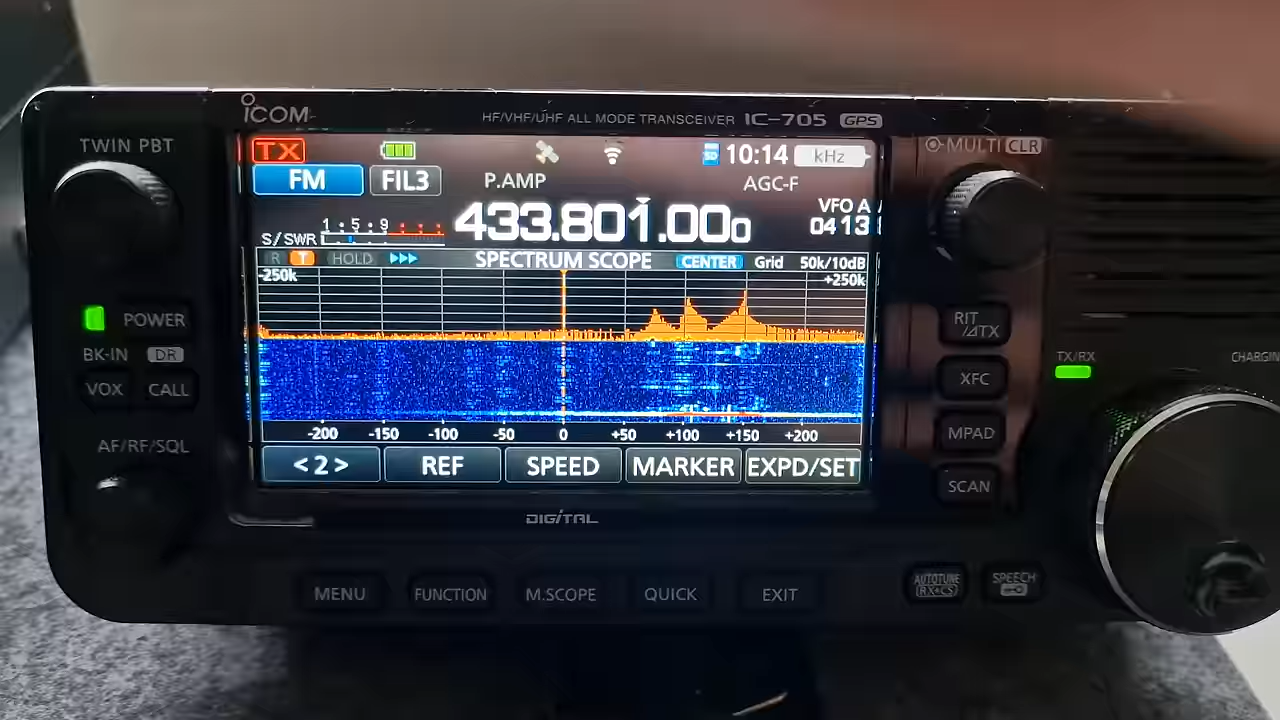 ICOM
HF/VHF/UHF ALL MODE TRANSCEIVER IC-705 GPS
TWIN PBT
MULTI CLR
TX
SD 10:14 kHz
FM FIL3 P.AMP AGC-F
433.801.000
VFO A
0413
1:5:9
S/SWR
R T HOLD SPECTRUM SCOPE CENTER Grid 50k/10dB
-250k +250k
-200 -150 -100 -50 0 +50 +100 +150 +200
<2> REF SPEED MARKER EXPD/SET
POWER
BK-IN DR
VOX CALL
AF/RF/SQL
RIT
/⊿TX
XFC
MPAD
SCAN
TX/RX
CHARGIN
DIGITAL
MENU FUNCTION M.SCOPE QUICK EXIT
AUTOTUNE
(RX→CS)
SPEECH